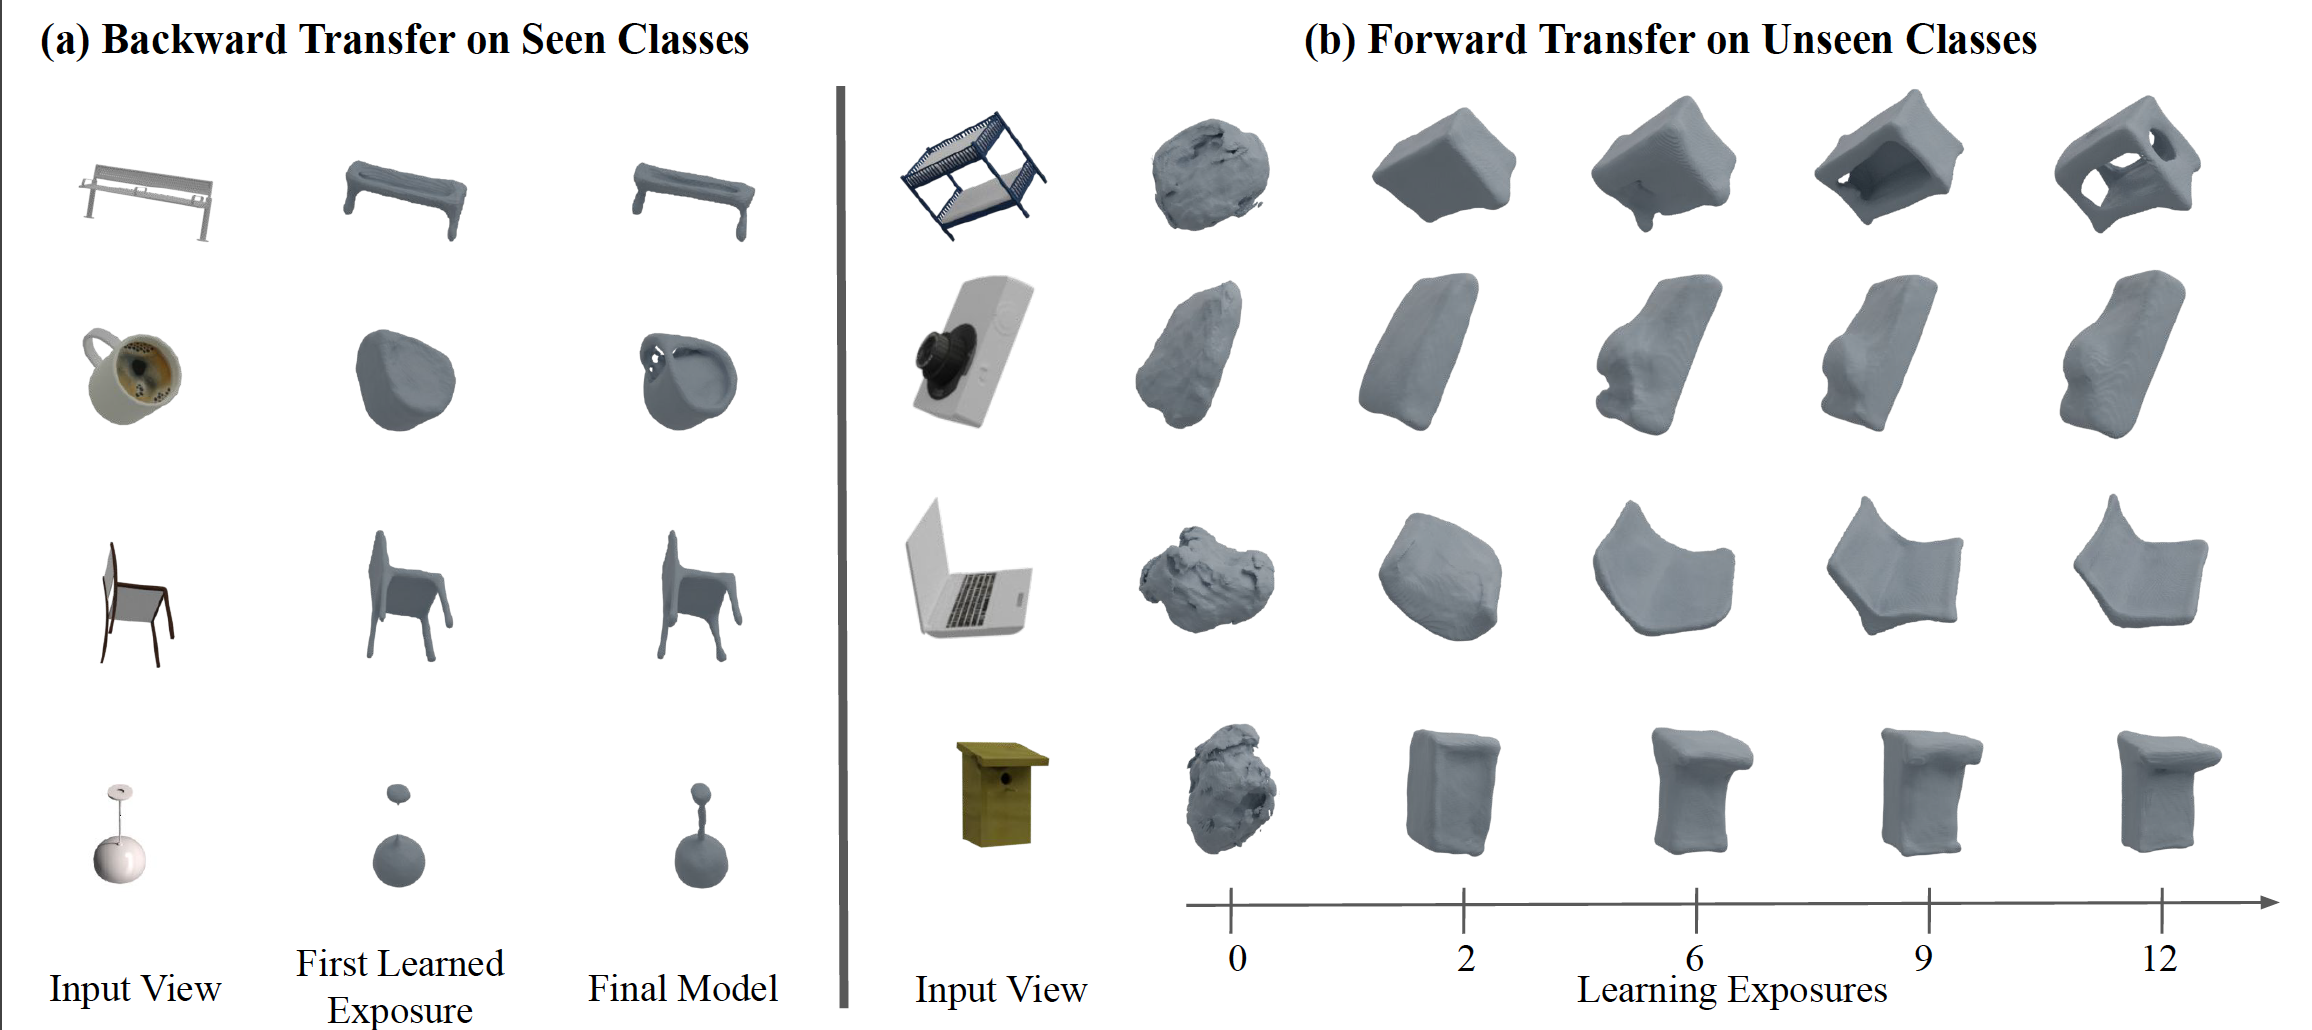 (a) Backward Transfer on Seen Classes
(b) Forward Transfer on Unseen Classes
Input View
First Learned
Exposure
Final Model
Input View
0
2
6
9
12
Learning Exposures